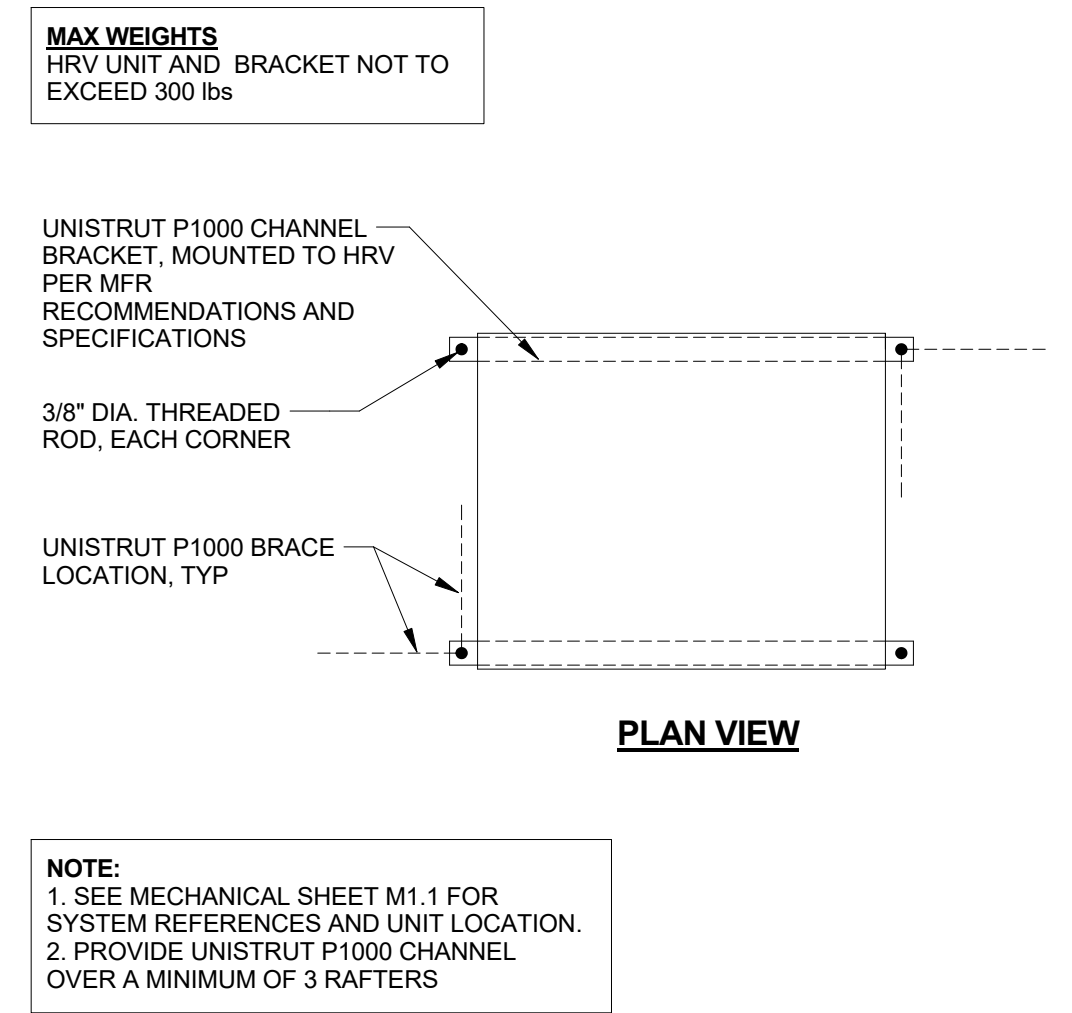 MAX WEIGHTS
HRV UNIT AND BRACKET NOT TO
EXCEED 300 lbs
UNISTRUT P1000 CHANNEL
BRACKET, MOUNTED TO HRV
PER MFR
RECOMMENDATIONS AND
SPECIFICATIONS
3/8" DIA. THREADED
ROD, EACH CORNER
UNISTRUT P1000 BRACE
LOCATION, TYP
PLAN VIEW
NOTE:
1. SEE MECHANICAL SHEET M1.1 FOR
SYSTEM REFERENCES AND UNIT LOCATION.
2. PROVIDE UNISTRUT P1000 CHANNEL
OVER A MINIMUM OF 3 RAFTERS